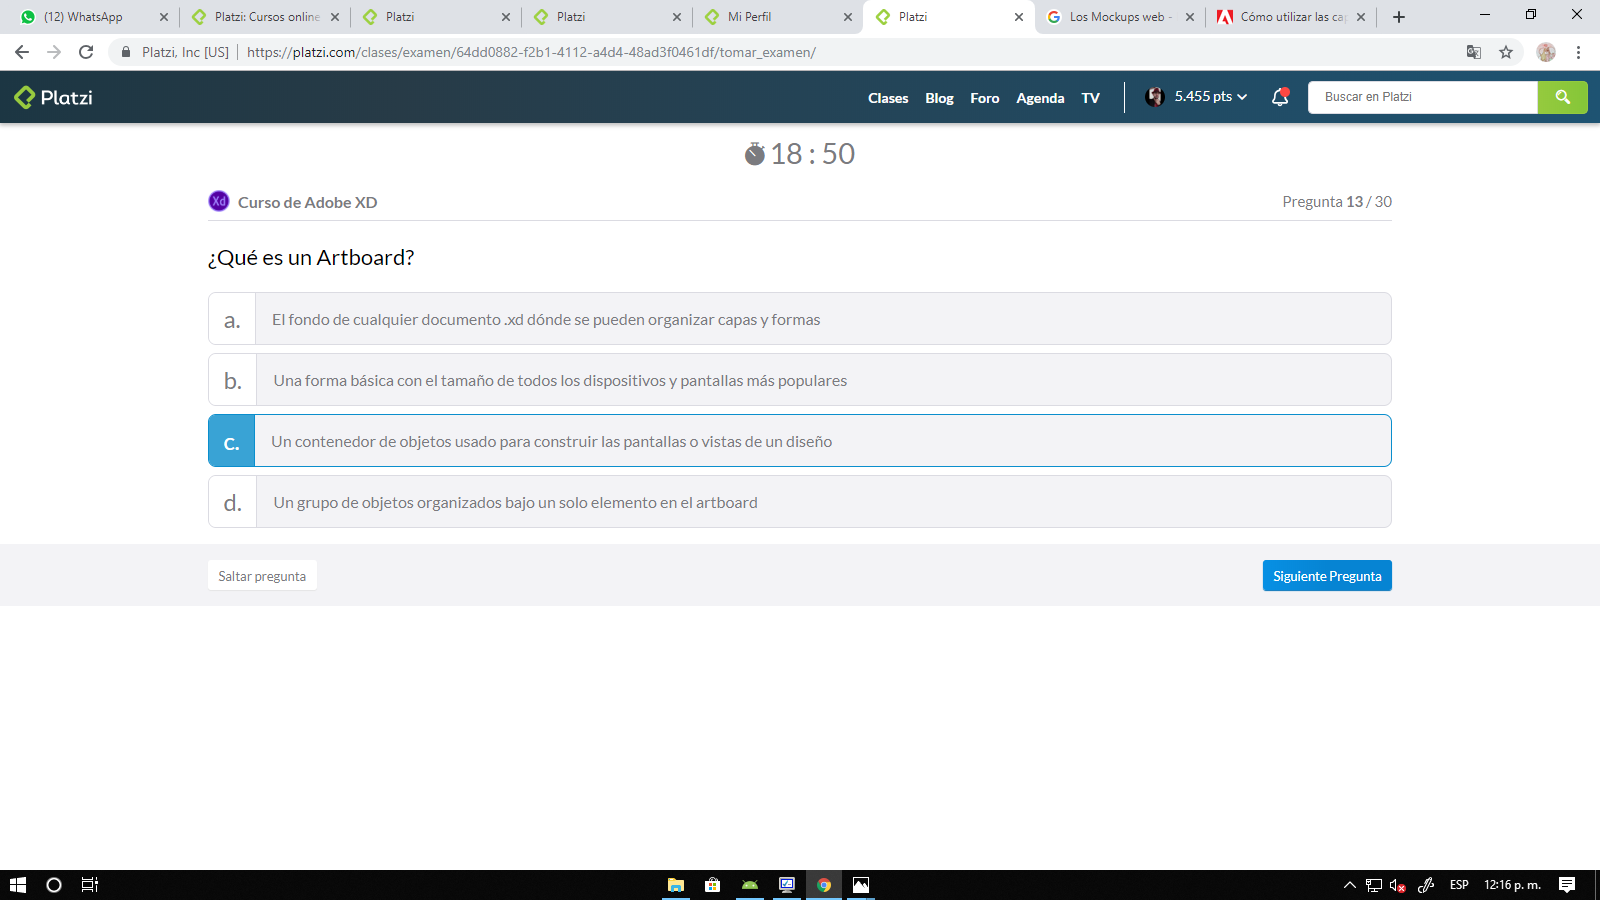 (12) WhatsApp
Platzi: Cursos online
Platzi
Platzi
Mi Perfil
Platzi
Los Mockups web -
Cómo utilizar las ca
Platzi, Inc [US]
https://platzi.com/clases/examen/64dd0882-f2b1-4112-a4d4-48ad3f0461df/tomar_examen/
Platzi
Clases
Blog
Foro
Agenda
TV
5.455 pts
Buscar en Platzi
18 : 50
Xd
Curso de Adobe XD
Pregunta 13 / 30
¿Qué es un Artboard?
a. El fondo de cualquier documento .xd dónde se pueden organizar capas y formas
b. Una forma básica con el tamaño de todos los dispositivos y pantallas más populares
c. Un contenedor de objetos usado para construir las pantallas o vistas de un diseño
d. Un grupo de objetos organizados bajo un solo elemento en el artboard
Saltar pregunta
Siguiente Pregunta
ESP
12:16 p. m.